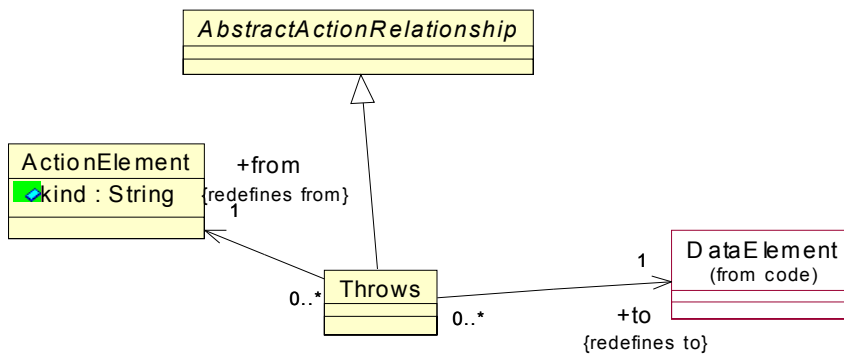 AbstractActionRelationship
ActionElement
kind : String
+from
{redefines from}
1
0..*
Throws
0..*
1
DataElement
(from code)
+to
{redefines to}